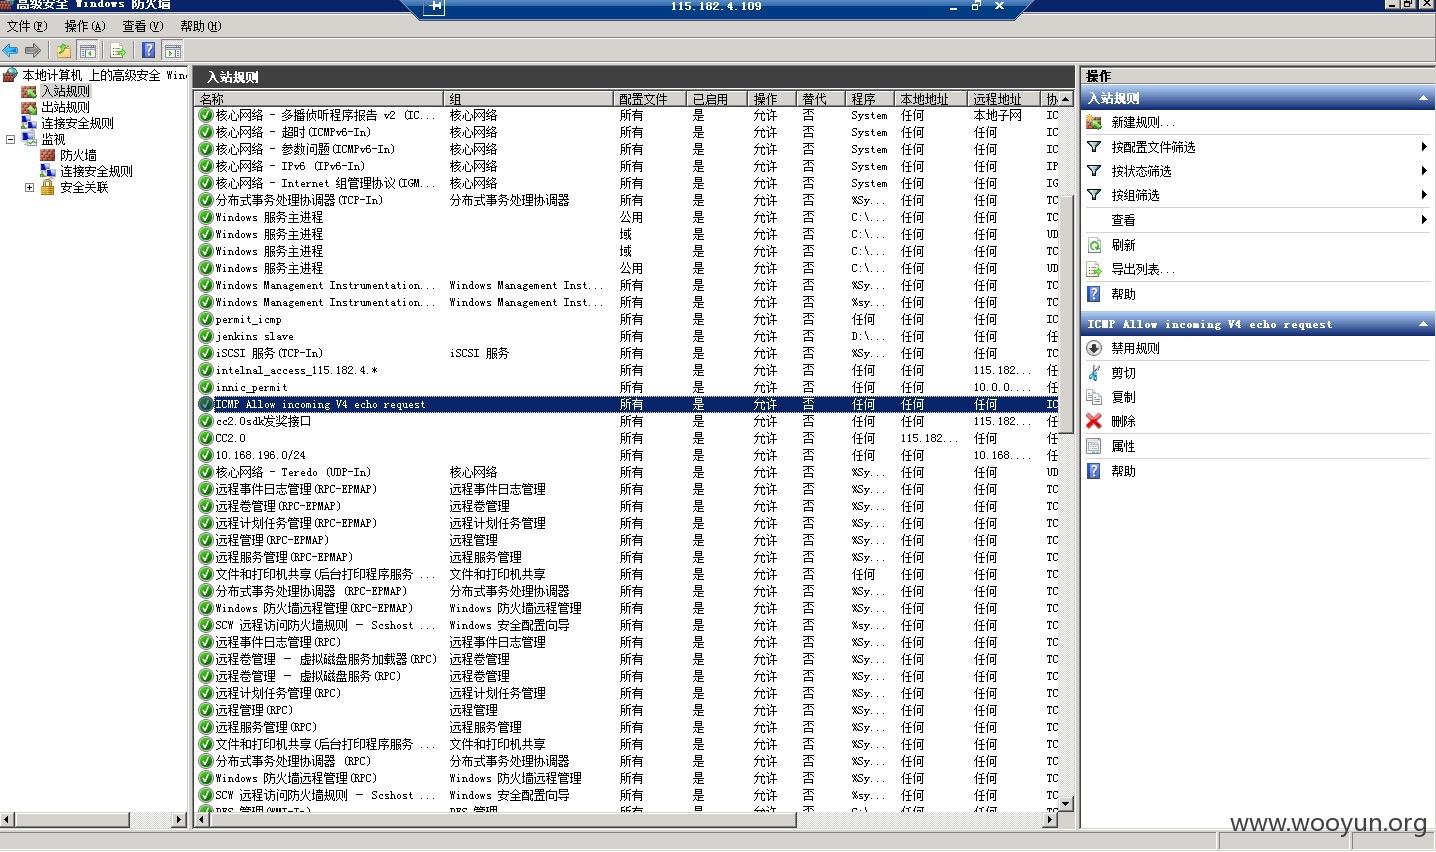 高级安全 Windows 防火墙
115.182.4.109
文件(F) 操作(A) 查看(V) 帮助(H)
本地计算机 上的高级安全 Win
入站规则
出站规则
连接安全规则
监视
防火墙
连接安全规则
安全关联
入站规则
名称 组 配置文件 已启用 操作 替代 程序 本地地址 远程地址 协
核心网络 - 多播侦听程序报告 v2 (IC... 核心网络 所有 是 允许 否 System 任何 本地子网 IC
核心网络 - 超时(ICMPv6-In) 核心网络 所有 是 允许 否 System 任何 任何 IC
核心网络 - 参数问题(ICMPv6-In) 核心网络 所有 是 允许 否 System 任何 任何 IC
核心网络 - IPv6 (IPv6-In) 核心网络 所有 是 允许 否 System 任何 任何 IP
核心网络 - Internet 组管理协议(IGM... 核心网络 所有 是 允许 否 System 任何 任何 IG
分布式事务处理协调器(TCP-In) 分布式事务处理协调器 所有 是 允许 否 %Sy... 任何 任何 TC
Windows 服务主进程 公用 是 允许 否 C:\... 任何 任何 TC
Windows 服务主进程 域 是 允许 否 C:\... 任何 任何 UD
Windows 服务主进程 域 是 允许 否 C:\... 任何 任何 TC
Windows 服务主进程 公用 是 允许 否 C:\... 任何 任何 UD
Windows Management Instrumentation... Windows Management Inst... 所有 是 允许 否 %Sy... 任何 任何 TC
Windows Management Instrumentation... Windows Management Inst... 所有 是 允许 否 %sy... 任何 任何 TC
permit_icmp 所有 是 允许 否 任何 任何 任何 IC
jenkins slave 所有 是 允许 否 D:\... 任何 任何 任
iSCSI 服务(TCP-In) iSCSI 服务 所有 是 允许 否 %Sy... 任何 任何 TC
intelnal_access_115.182.4.* 所有 是 允许 否 任何 任何 115.182... 任
innic_permit 所有 是 允许 否 任何 任何 10.0.0.... 任
ICMP Allow incoming V4 echo request 所有 是 允许 否 任何 任何 任何 IC
cc2.0sdk发奖接口 所有 是 允许 否 任何 任何 115.182... 任
CC2.0 所有 是 允许 否 任何 115.182... 任何 任
10.168.196.0/24 所有 是 允许 否 任何 任何 10.168.... 任
核心网络 - Teredo (UDP-In) 核心网络 所有 是 允许 否 %Sy... 任何 任何 UD
远程事件日志管理(RPC-EPMAP) 远程事件日志管理 所有 是 允许 否 %Sy... 任何 任何 TC
远程卷管理(RPC-EPMAP) 远程卷管理 所有 是 允许 否 %Sy... 任何 任何 TC
远程计划任务管理(RPC-EPMAP) 远程计划任务管理 所有 是 允许 否 %Sy... 任何 任何 TC
远程管理(RPC-EPMAP) 远程管理 所有 是 允许 否 %Sy... 任何 任何 TC
远程服务管理(RPC-EPMAP) 远程服务管理 所有 是 允许 否 %Sy... 任何 任何 TC
文件和打印机共享(后台打印程序服务 ... 文件和打印机共享 所有 是 允许 否 任何 任何 任何 TC
分布式事务处理协调器 (RPC-EPMAP) 分布式事务处理协调器 所有 是 允许 否 %Sy... 任何 任何 TC
Windows 防火墙远程管理(RPC-EPMAP) Windows 防火墙远程管理 所有 是 允许 否 %Sy... 任何 任何 TC
SCW 远程访问防火墙规则 － Scshost ... Windows 安全配置向导 所有 是 允许 否 %sy... 任何 任何 TC
远程事件日志管理(RPC) 远程事件日志管理 所有 是 允许 否 %Sy... 任何 任何 TC
远程卷管理 － 虚拟磁盘服务加载器(RPC) 远程卷管理 所有 是 允许 否 %Sy... 任何 任何 TC
远程卷管理 － 虚拟磁盘服务(RPC) 远程卷管理 所有 是 允许 否 %Sy... 任何 任何 TC
远程计划任务管理(RPC) 远程计划任务管理 所有 是 允许 否 %Sy... 任何 任何 TC
远程管理(RPC) 远程管理 所有 是 允许 否 %Sy... 任何 任何 TC
远程服务管理(RPC) 远程服务管理 所有 是 允许 否 %Sy... 任何 任何 TC
文件和打印机共享(后台打印程序服务 ... 文件和打印机共享 所有 是 允许 否 %Sy... 任何 任何 TC
分布式事务处理协调器 (RPC) 分布式事务处理协调器 所有 是 允许 否 %Sy... 任何 任何 TC
Windows 防火墙远程管理(RPC) Windows 防火墙远程管理 所有 是 允许 否 %Sy... 任何 任何 TC
SCW 远程访问防火墙规则 － Scshost ... Windows 安全配置向导 所有 是 允许 否 %sy... 任何 任何 TC
操作
入站规则
新建规则...
按配置文件筛选
按状态筛选
按组筛选
查看
刷新
导出列表...
帮助
ICMP Allow incoming V4 echo request
禁用规则
剪切
复制
删除
属性
帮助
www.wooyun.org